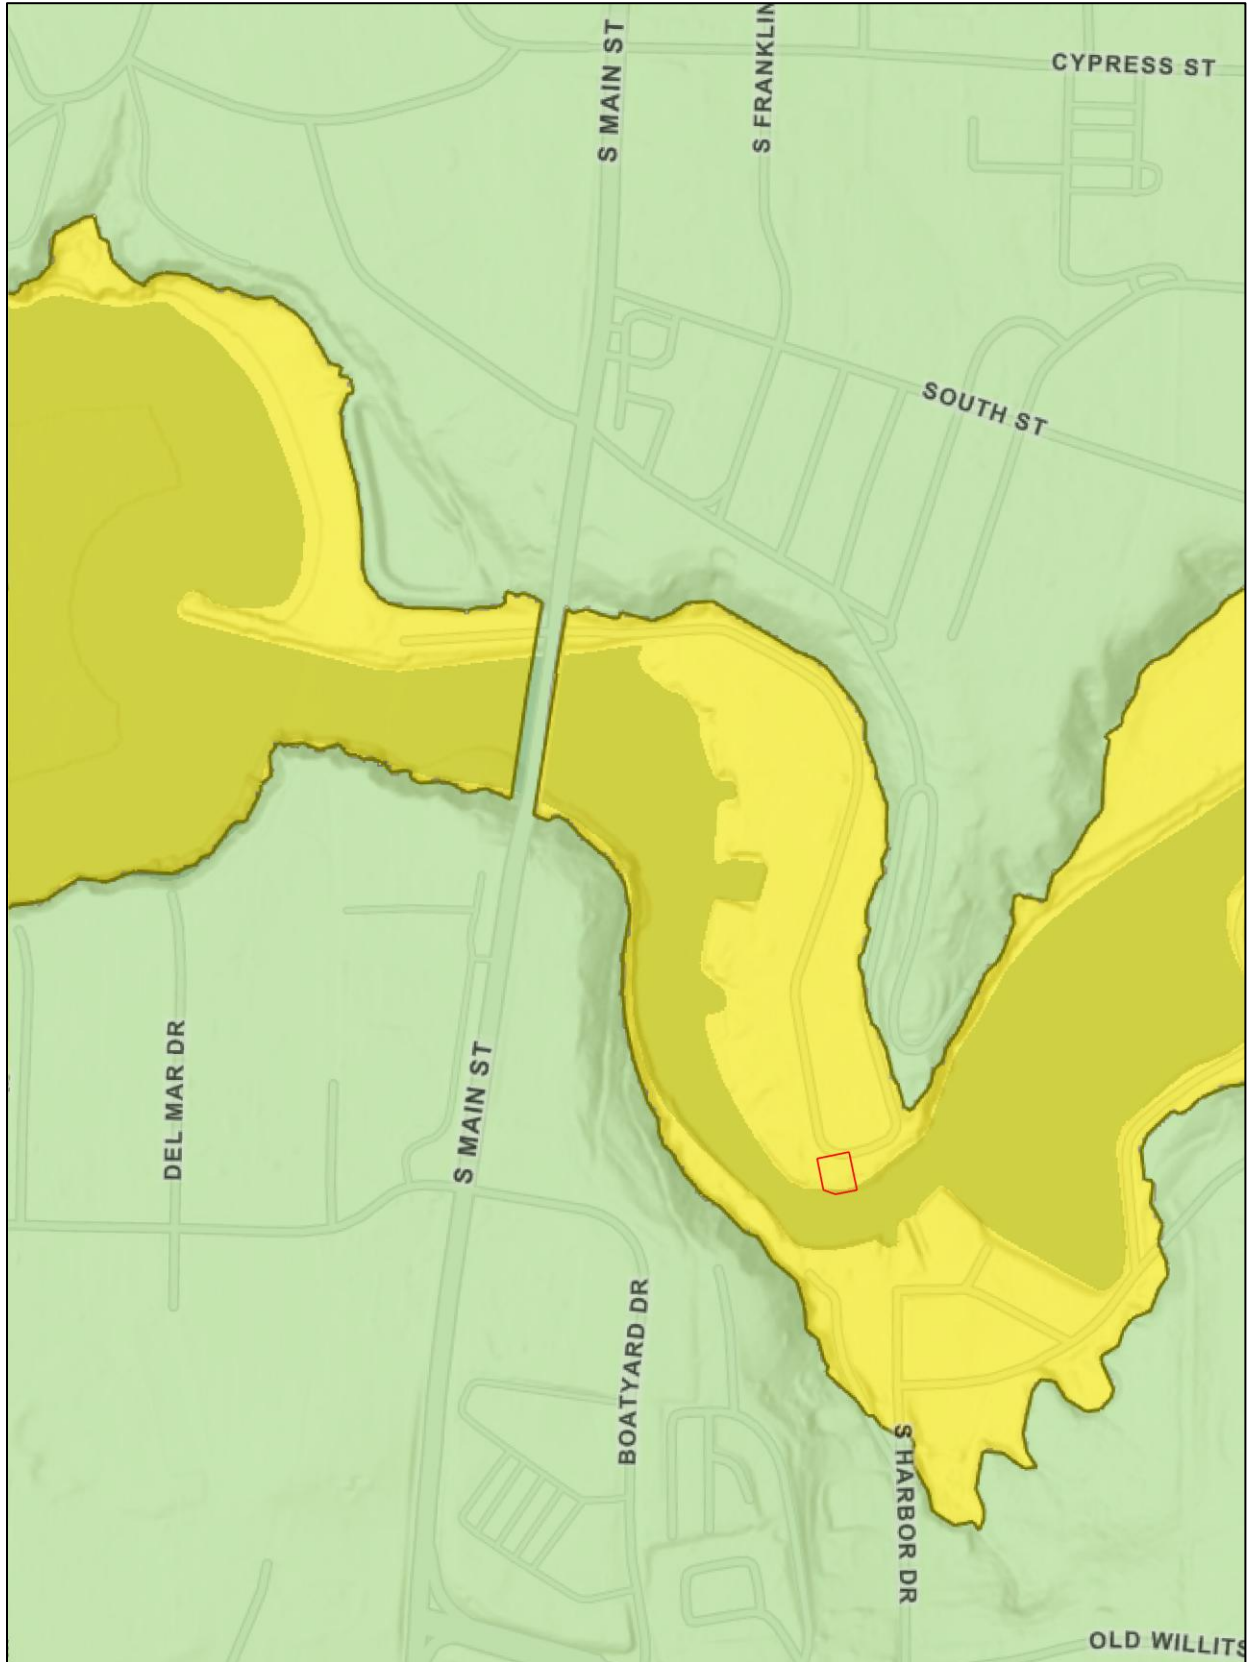 S MAIN ST
S FRANKLIN
CYPRESS ST
SOUTH ST
DEL MAR DR
S MAIN ST
BOATYARD DR
S HARBOR DR
OLD WILLITS